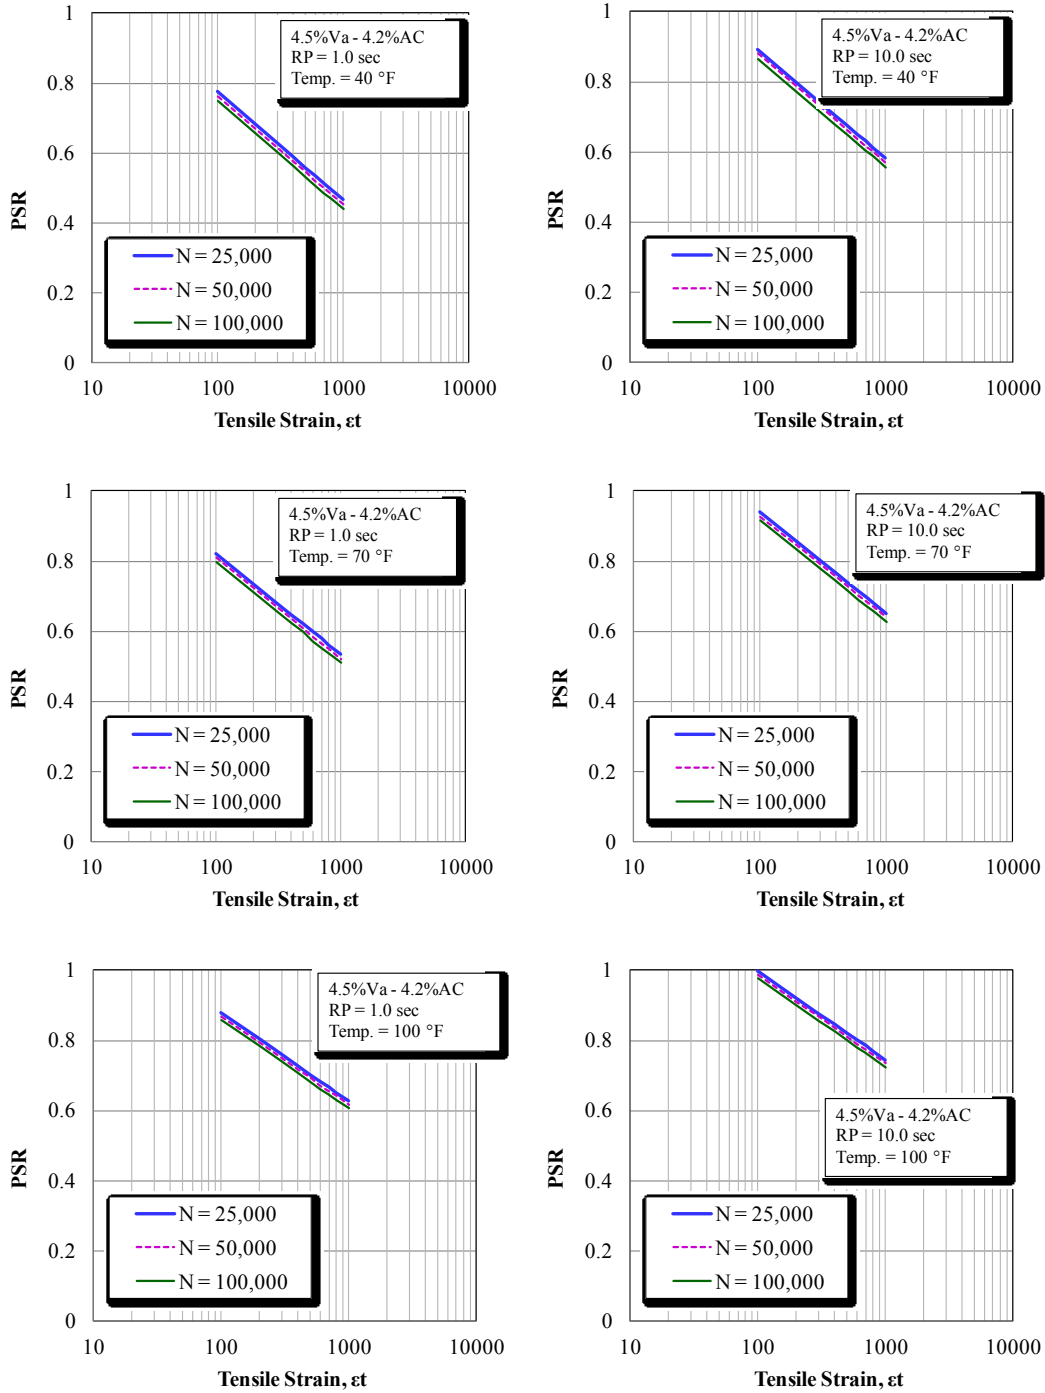 1
0.8
0.6
0.4
0.2
0
PSR
4.5%Va - 4.2%AC
RP = 1.0 sec
Temp. = 40 °F
N = 25,000
N = 50,000
N = 100,000
10 100 1000 10000
Tensile Strain, εt
1
0.8
0.6
0.4
0.2
0
PSR
4.5%Va - 4.2%AC
RP = 10.0 sec
Temp. = 40 °F
N = 25,000
N = 50,000
N = 100,000
10 100 1000 10000
Tensile Strain, εt
1
0.8
0.6
0.4
0.2
0
PSR
4.5%Va - 4.2%AC
RP = 1.0 sec
Temp. = 70 °F
N = 25,000
N = 50,000
N = 100,000
10 100 1000 10000
Tensile Strain, εt
1
0.8
0.6
0.4
0.2
0
PSR
4.5%Va - 4.2%AC
RP = 10.0 sec
Temp. = 70 °F
N = 25,000
N = 50,000
N = 100,000
10 100 1000 10000
Tensile Strain, εt
1
0.8
0.6
0.4
0.2
0
PSR
4.5%Va - 4.2%AC
RP = 1.0 sec
Temp. = 100 °F
N = 25,000
N = 50,000
N = 100,000
10 100 1000 10000
Tensile Strain, εt
1
0.8
0.6
0.4
0.2
0
PSR
4.5%Va - 4.2%AC
RP = 10.0 sec
Temp. = 100 °F
N = 25,000
N = 50,000
N = 100,000
10 100 1000 10000
Tensile Strain, εt